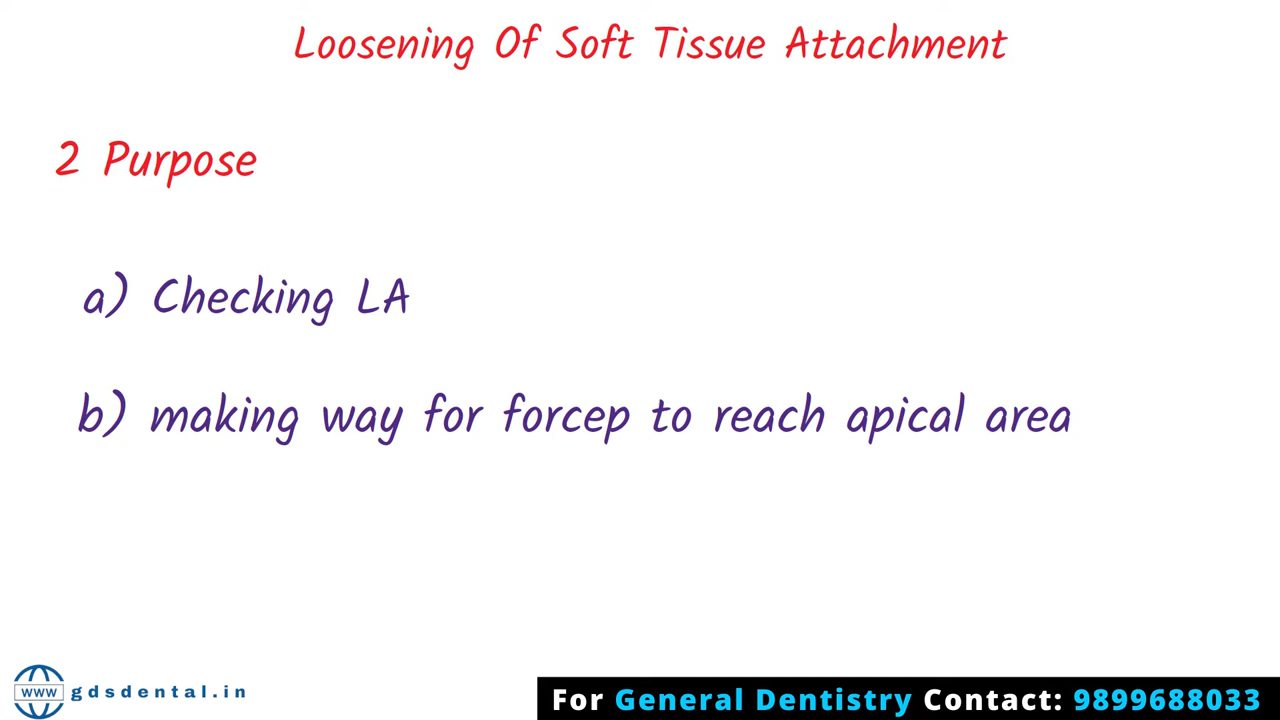 Loosening Of Soft Tissue Attachment
2 Purpose
a) Checking LA
b) making way for forcep to reach apical area
www gdsdental.in
For General Dentistry Contact: 9899688033